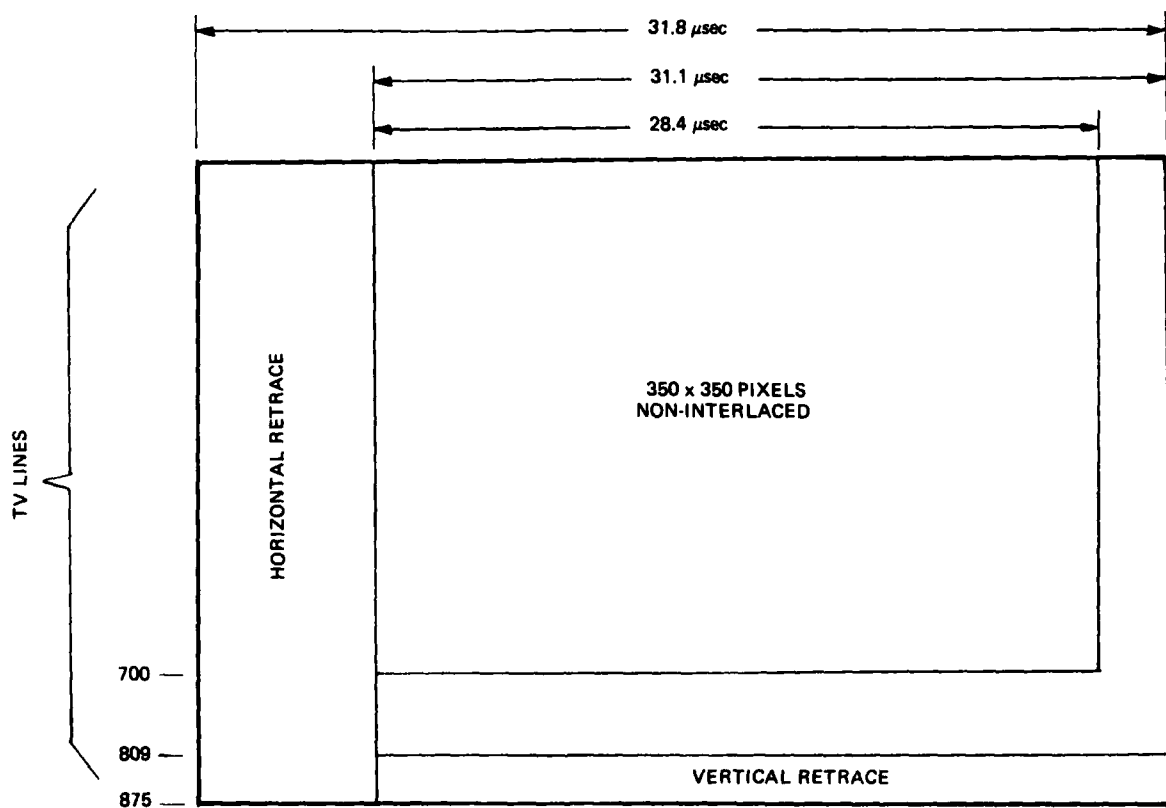 31.8 μsec
31.1 μsec
28.4 μsec
TV LINES
HORIZONTAL RETRACE
350 x 350 PIXELS
NON-INTERLACED
700
809
VERTICAL RETRACE
875